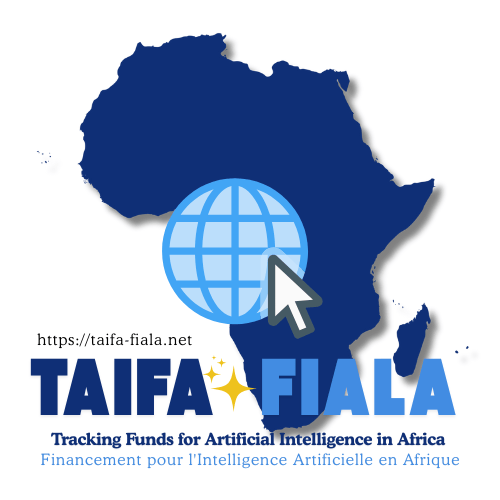 https://taifa-fiala.net
TAIFA FIALA
Tracking Funds for Artificial Intelligence in Africa
Financement pour l'Intelligence Artificielle en Afrique